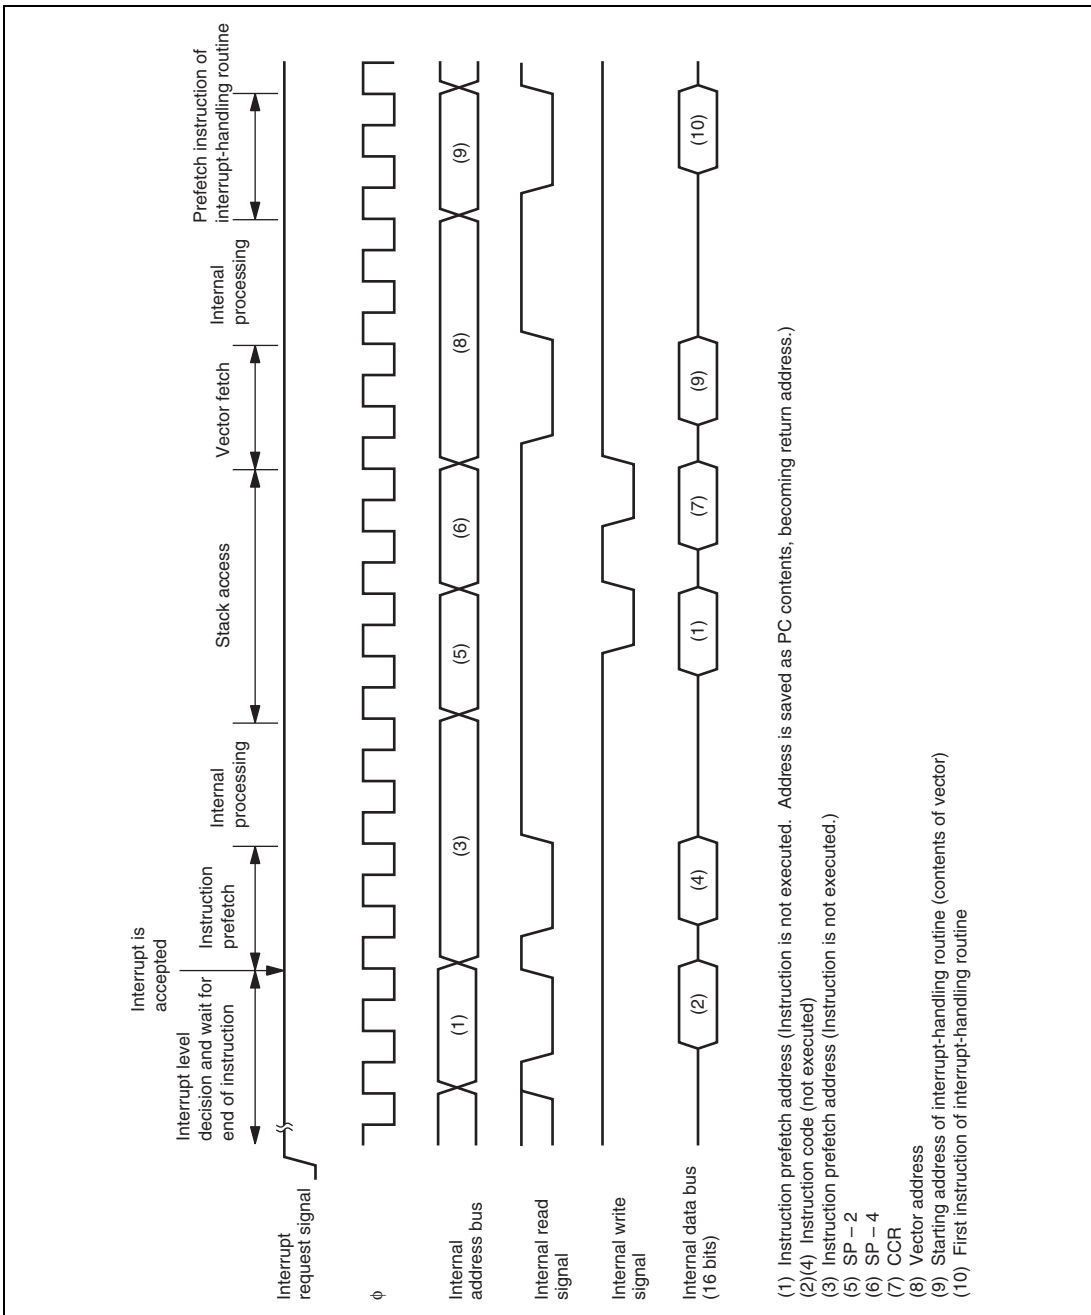 Interrupt is
accepted
Interrupt level
decision and wait for
end of instruction
Instruction
prefetch
Internal
processing
Stack access
Vector fetch
Internal
processing
Prefetch instruction of
interrupt-handling routine
Interrupt
request signal
φ
Internal
address bus
(1)
(3)
(5)
(6)
(8)
(9)
Internal read
signal
Internal write
signal
Internal data bus
(16 bits)
(2)
(4)
(1)
(7)
(9)
(10)
(1) Instruction prefetch address (Instruction is not executed. Address is saved as PC contents, becoming return address.)
(2)(4) Instruction code (not executed)
(3) Instruction prefetch address (Instruction is not executed.)
(5) SP – 2
(6) SP – 4
(7) CCR
(8) Vector address
(9) Starting address of interrupt-handling routine (contents of vector)
(10) First instruction of interrupt-handling routine